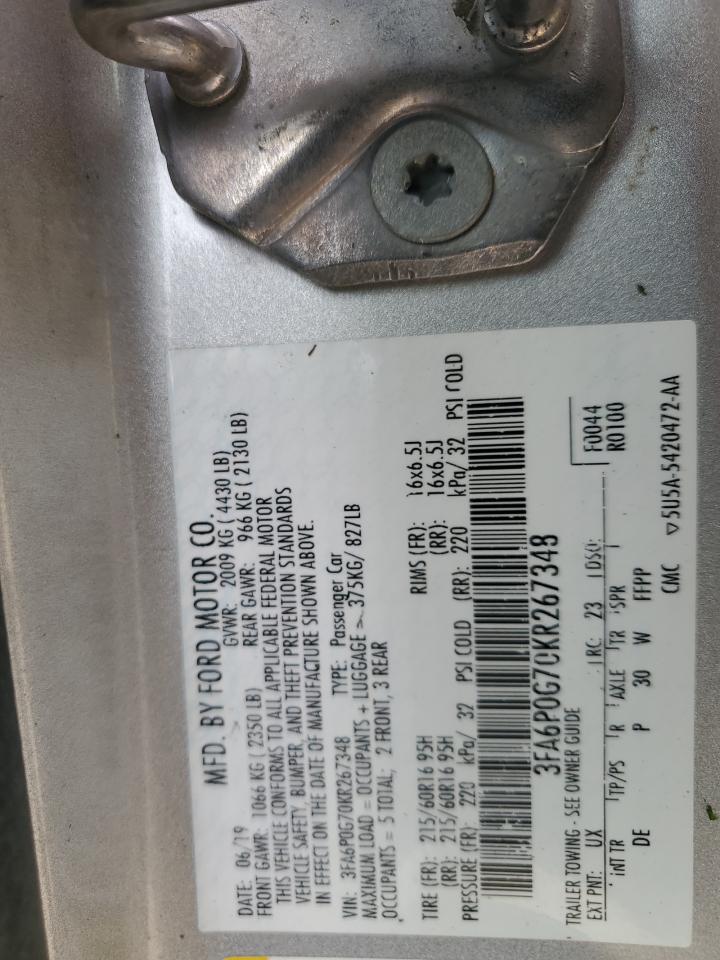 MFD. BY FORD MOTOR CO.
DATE: 06/19 GVWR: 2009 KG (4430 LB)
FRONT GAWR: 1066 KG (2350 LB) REAR GAWR: 966 KG (2130 LB)
THIS VEHICLE CONFORMS TO ALL APPLICABLE FEDERAL MOTOR
VEHICLE SAFETY, BUMPER, AND THEFT PREVENTION STANDARDS
IN EFFECT ON THE DATE OF MANUFACTURE SHOWN ABOVE.
VIN: 3FA6P0G70KR267348 TYPE: Passenger Car
MAXIMUM LOAD = OCCUPANTS + LUGGAGE = 375KG/ 827LB
OCCUPANTS = 5 TOTAL; 2 FRONT, 3 REAR
TIRE (FR): 215/60R16 95H RIMS (FR): 16x6.5J
(RR): 215/60R16 95H (RR): 16x6.5J
PRESSURE (FR): 220 kPa/ 32 PSI COLD (RR): 220 kPa/ 32 PSI COLD
3FA6P0G70KR267348
TRAILER TOWING - SEE OWNER GUIDE
F0044
EXT PNT: UX RC: 23 DSO: R0100
INT TR TP/PS R AXLE TR SPR
DE P 30 W FFPP
CMC ▽5U5A-5420472-AA